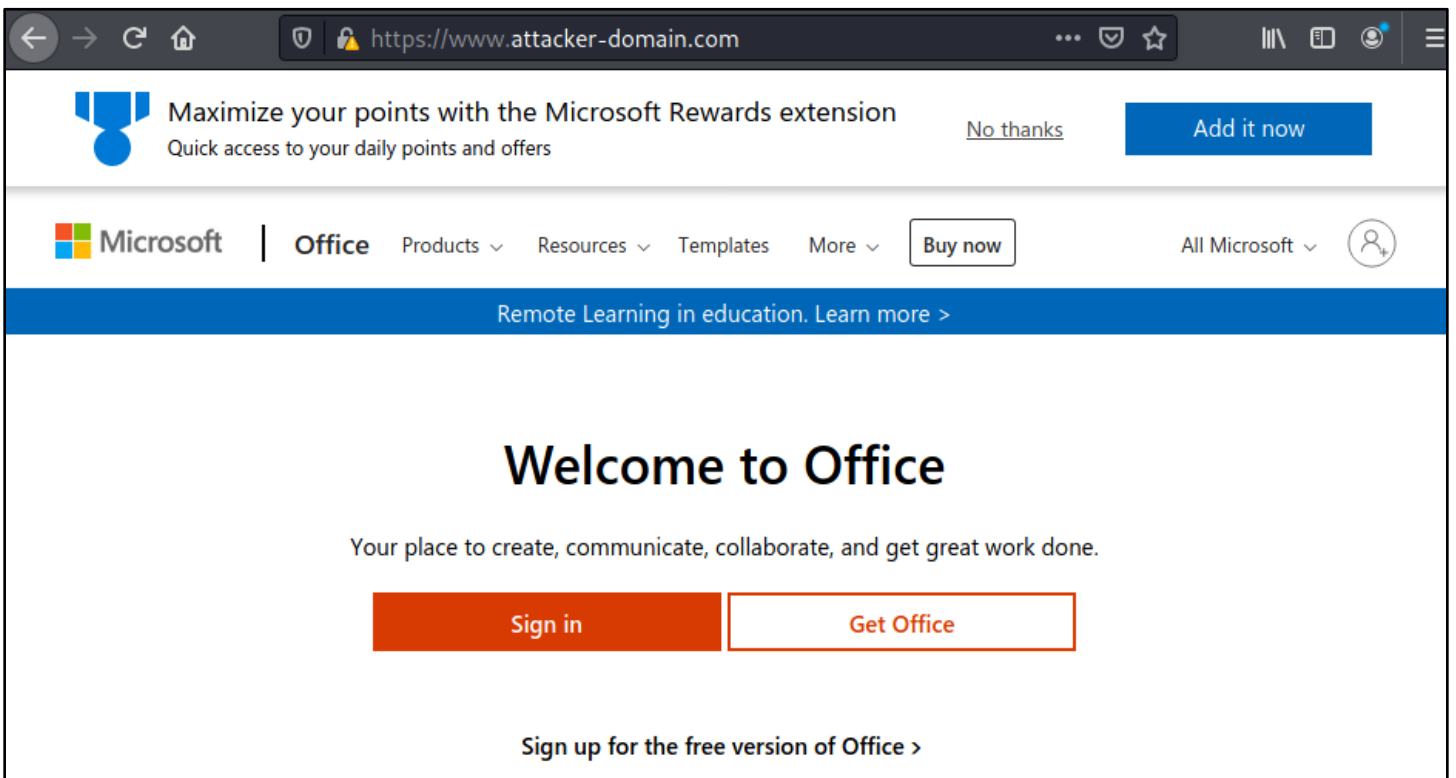 https://www.attacker-domain.com
Maximize your points with the Microsoft Rewards extension
Quick access to your daily points and offers
No thanks
Add it now
Microsoft
Office
Products
Resources
Templates
More
Buy now
All Microsoft
Remote Learning in education. Learn more >
Welcome to Office
Your place to create, communicate, collaborate, and get great work done.
Sign in
Get Office
Sign up for the free version of Office >